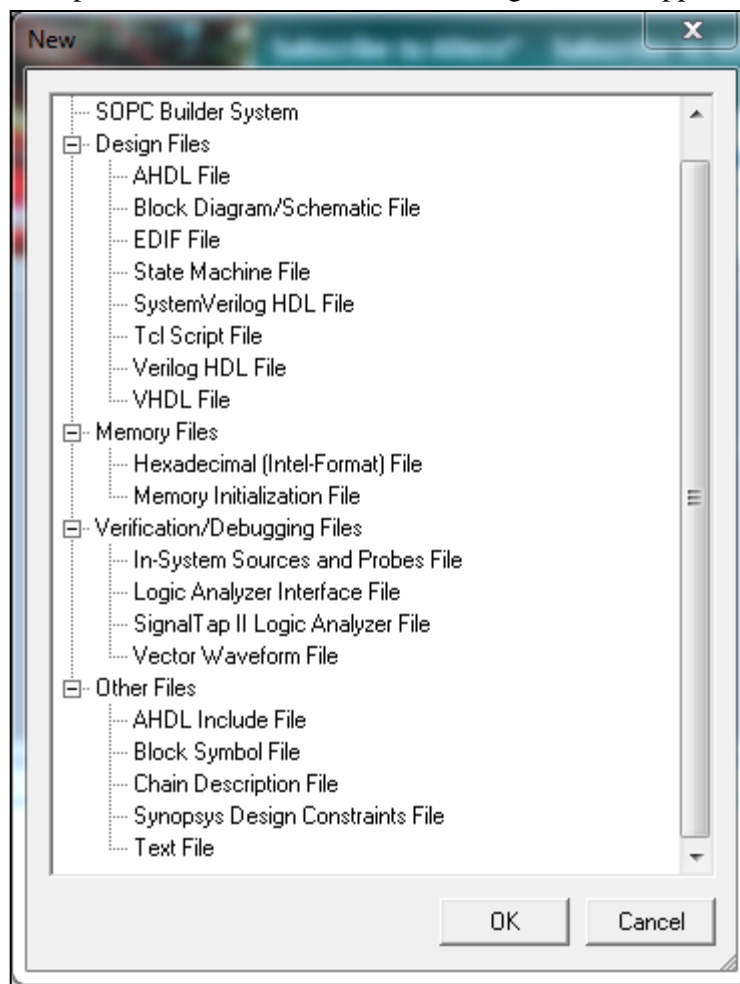 New
SOPC Builder System
Design Files
AHDL File
Block Diagram/Schematic File
EDIF File
State Machine File
SystemVerilog HDL File
Tcl Script File
Verilog HDL File
VHDL File
Memory Files
Hexadecimal (Intel-Format) File
Memory Initialization File
Verification/Debugging Files
In-System Sources and Probes File
Logic Analyzer Interface File
SignalTap II Logic Analyzer File
Vector Waveform File
Other Files
AHDL Include File
Block Symbol File
Chain Description File
Synopsys Design Constraints File
Text File
OK Cancel